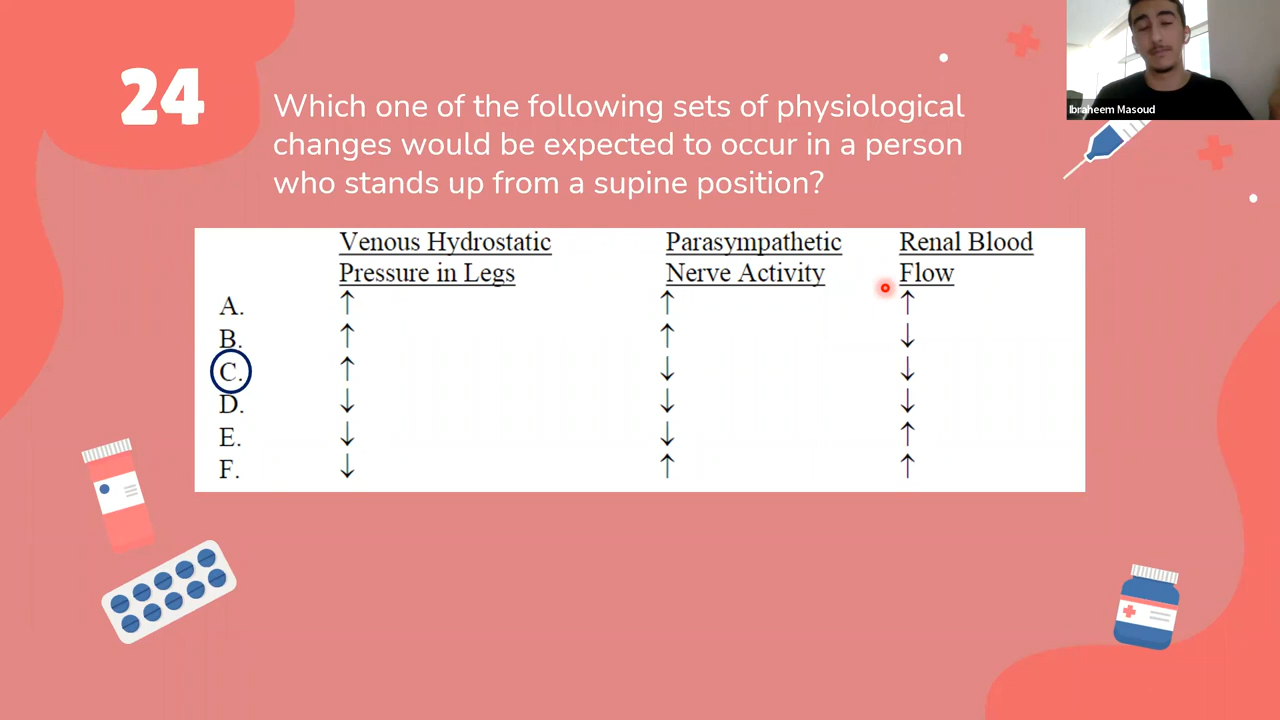 24
Which one of the following sets of physiological
changes would be expected to occur in a person
who stands up from a supine position?
Ibraheem Masoud
Venous Hydrostatic Parasympathetic Renal Blood
Pressure in Legs Nerve Activity Flow
A. ↑ ↑ ↑
B. ↑ ↑ ↓
C. ↑ ↓ ↓
D. ↓ ↓ ↓
E. ↓ ↓ ↑
F. ↓ ↑ ↑